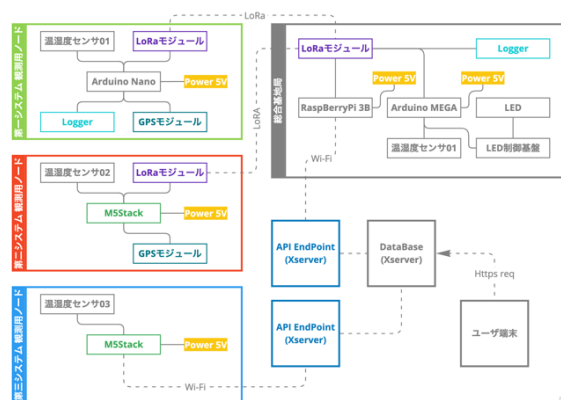 第一システム 観測用ノード
温湿度センサ01
LoRaモジュール
Arduino Nano
Power 5V
Logger
GPSモジュール
LoRa
LoRA
総合基地局
LoRaモジュール
Logger
Power 5V
Power 5V
RaspBerryPi 3B
Arduino MEGA
LED
温湿度センサ01
LED制御基盤
Wi-Fi
第二システム 観測用ノード
温湿度センサ02
LoRaモジュール
M5Stack
Power 5V
GPSモジュール
API EndPoint
(Xserver)
DataBase
(Xserver)
Https req
API EndPoint
(Xserver)
ユーザ端末
第三システム 観測用ノード
温湿度センサ03
M5Stack
Power 5V
Wi-Fi